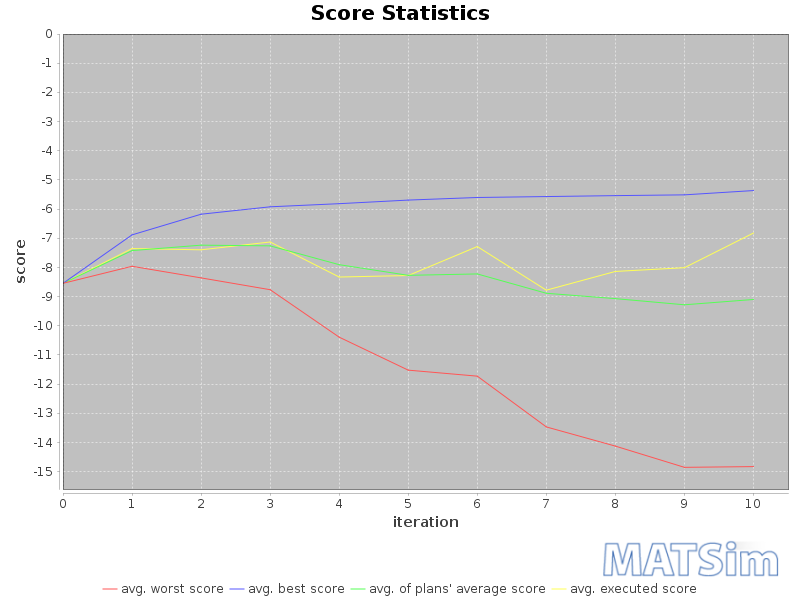 Score Statistics
0
-1
-2
-3
-4
-5
-6
-7
-8
-9
-10
-11
-12
-13
-14
-15
score
0 1 2 3 4 5 6 7 8 9 10
iteration
MATSim
avg. worst score avg. best score avg. of plans' average score avg. executed score